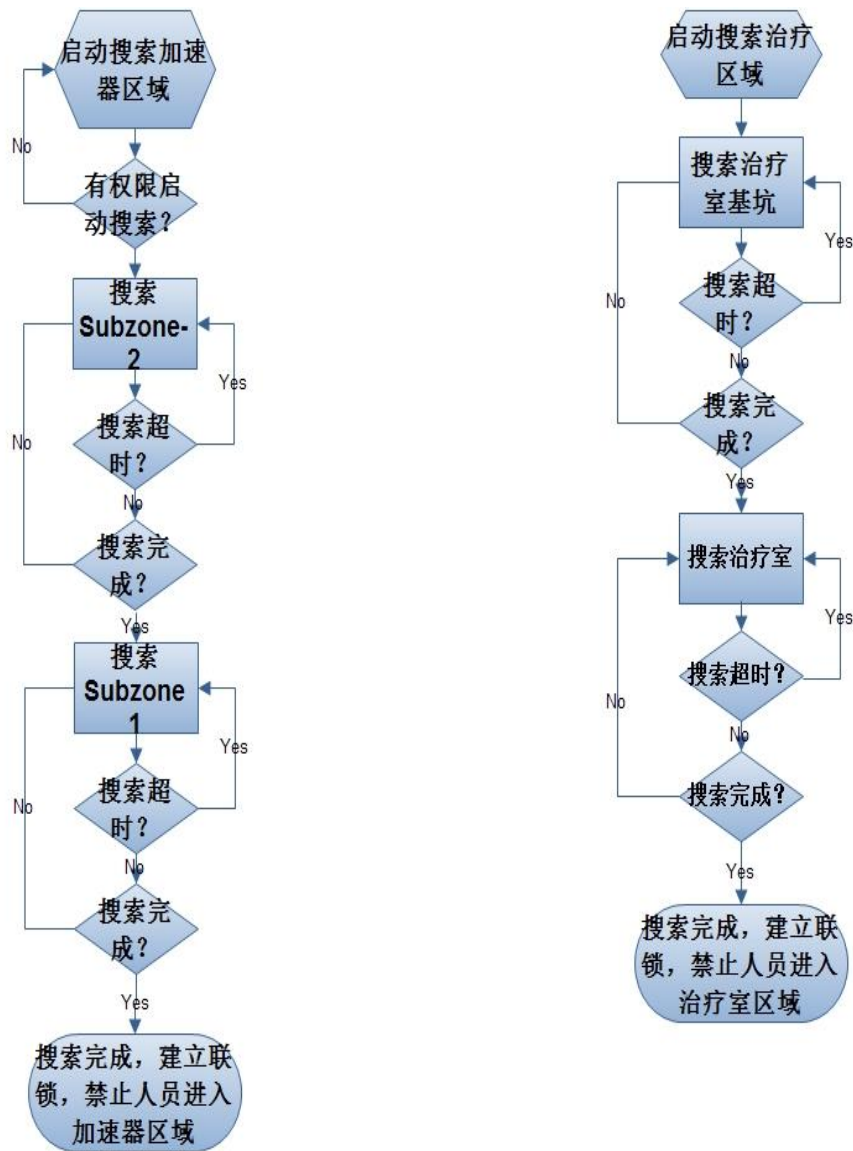 启动搜索加速
器区域
No
有权限启
动搜索？
搜索
Subzone-
2
Yes
搜索超
时？
No
No
搜索完
成？
Yes
搜索
Subzone
1
Yes
搜索超
时？
No
No
搜索完
成？
Yes
搜索完成，建立联
锁，禁止人员进入
加速器区域
启动搜索治疗
区域
搜索治疗
室基坑
Yes
搜索超
时？
No
No
搜索完
成？
Yes
搜索治疗室
Yes
搜索超时？
No
No
搜索完成？
Yes
搜索完成，建立联
锁，禁止人员进入
治疗室区域